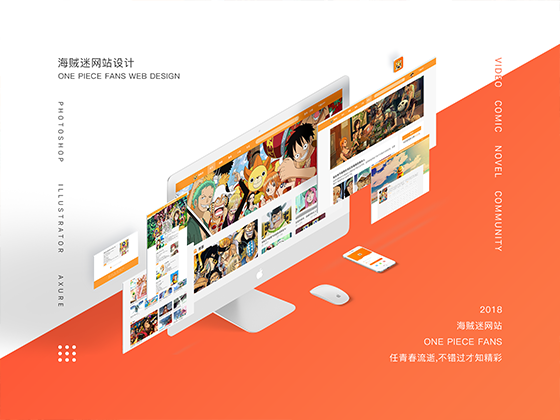 海贼迷网站设计
ONE PIECE FANS WEB DESIGN
PHOTOSHOP
ILLUSTRATOR
AXURE
VIDEO
COMIC
NOVEL
COMMUNITY
2018
海贼迷网站
ONE PIECE FANS
任青春流逝,不错过才知精彩